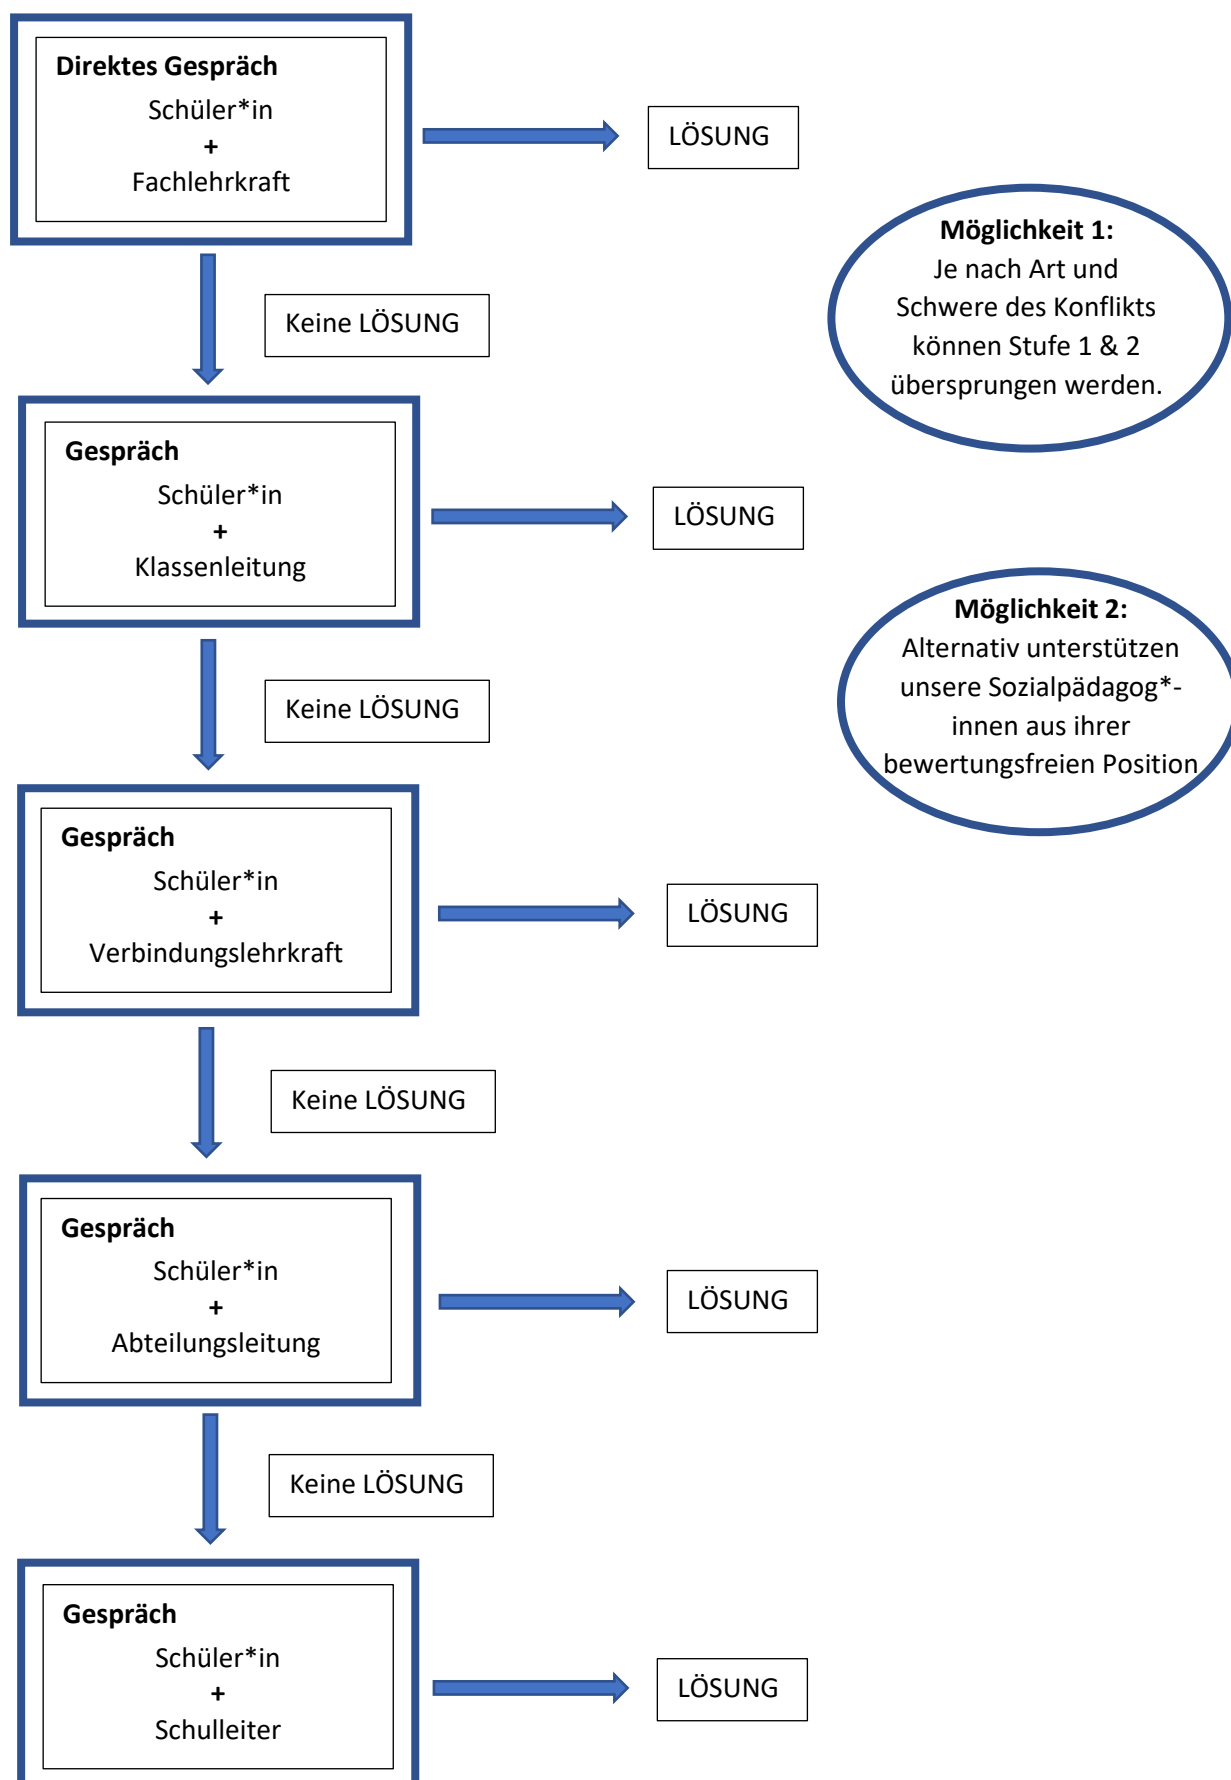 Direktes Gespräch
Schüler*in
+
Fachlehrkraft
LÖSUNG
Möglichkeit 1:
Je nach Art und
Schwere des Konflikts
können Stufe 1 & 2
übersprungen werden.
Keine LÖSUNG
Gespräch
Schüler*in
+
Klassenleitung
LÖSUNG
Möglichkeit 2:
Alternativ unterstützen
unsere Sozialpädagog*-
innen aus ihrer
bewertungsfreien Position
Keine LÖSUNG
Gespräch
Schüler*in
+
Verbindungslehrkraft
LÖSUNG
Keine LÖSUNG
Gespräch
Schüler*in
+
Abteilungsleitung
LÖSUNG
Keine LÖSUNG
Gespräch
Schüler*in
+
Schulleiter
LÖSUNG